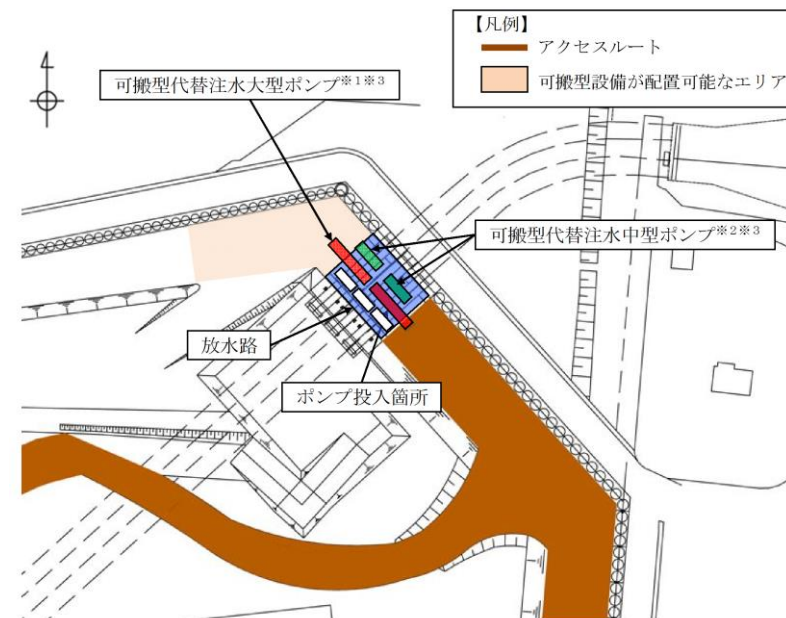 【凡例】
アクセスルート
可搬型設備が配置可能なエリア
可搬型代替注水大型ポンプ※1※3
可搬型代替注水中型ポンプ※2※3
放水路
ポンプ投入箇所